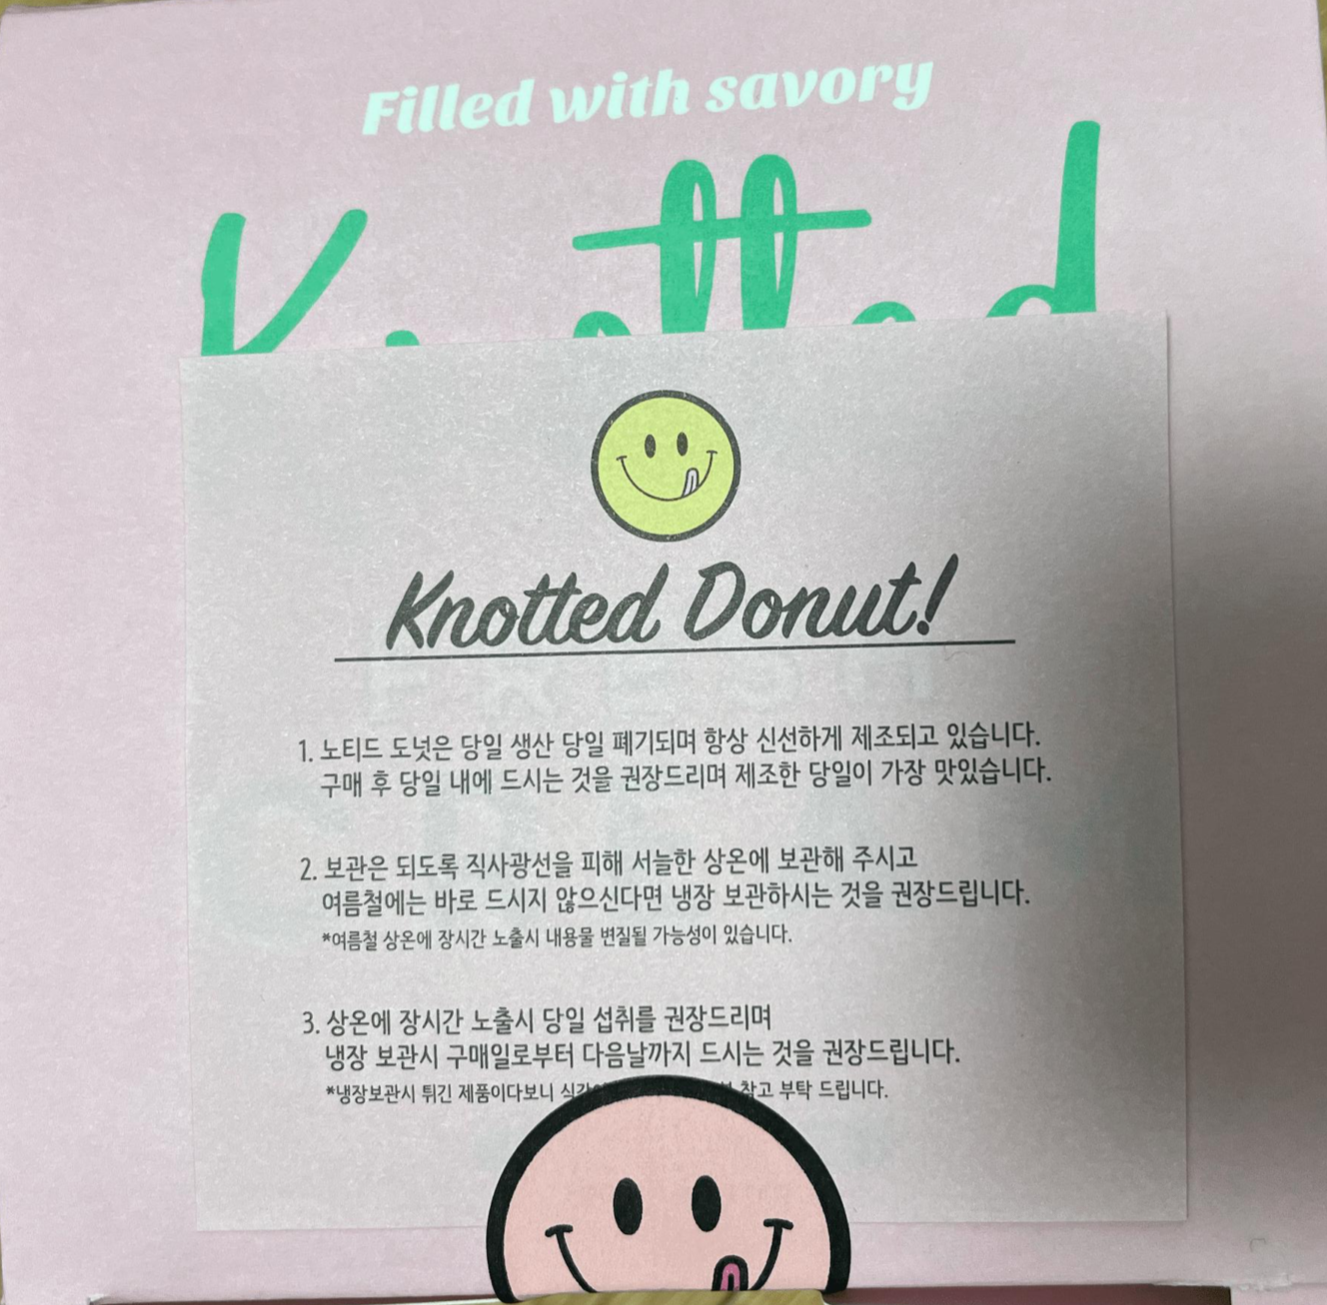 Filled with savory
Knotted
Knotted Donut!
1. 노티드 도넛은 당일 생산 당일 폐기되며 항상 신선하게 제조되고 있습니다.
구매 후 당일 내에 드시는 것을 권장드리며 제조한 당일이 가장 맛있습니다.
2. 보관은 되도록 직사광선을 피해 서늘한 상온에 보관해 주시고
여름철에는 바로 드시지 않으신다면 냉장 보관하시는 것을 권장드립니다.
*여름철 상온에 장시간 노출시 내용물 변질될 가능성이 있습니다.
3. 상온에 장시간 노출시 당일 섭취를 권장드리며
냉장 보관시 구매일로부터 다음날까지 드시는 것을 권장드립니다.
*냉장보관시 튀긴 제품이다보니 참고 부탁 드립니다.